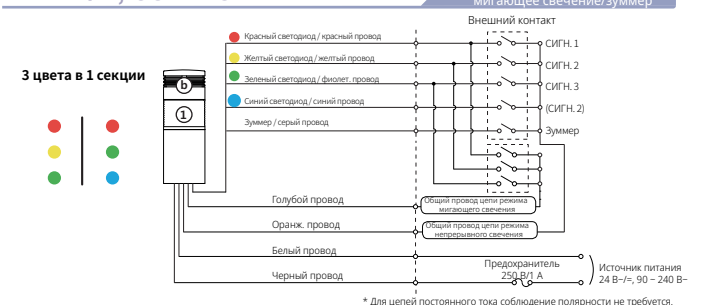 мигающее свечение/зуммер
Внешний контакт
Красный светодиод / красный провод
СИГН. 1
Желтый светодиод / желтый провод
СИГН. 2
3 цвета в 1 секции
b
Зеленый светодиод / фиолет. провод
СИГН. 3
Синий светодиод / синий провод
(СИГН. 2)
1
Зуммер / серый провод
Зуммер
Голубой провод
Общий провод цепи режима
мигающего свечения
Оранж. провод
Общий провод цепи режима
непрерывного свечения
Белый провод
Предохранитель
250 В/1 А
Источник питания
24 В~/=, 90 – 240 В~
Черный провод
* Для цепей постоянного тока соблюдение полярности не требуется.